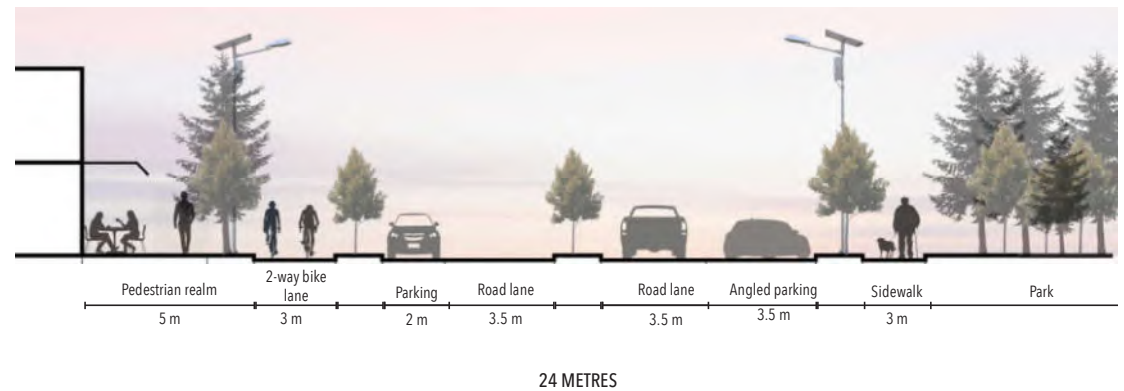 Pedestrian realm
2-way bike
lane
Parking
Road lane
Road lane
Angled parking
Sidewalk
Park
5 m
3 m
2 m
3.5 m
3.5 m
3.5 m
3 m
24 METRES